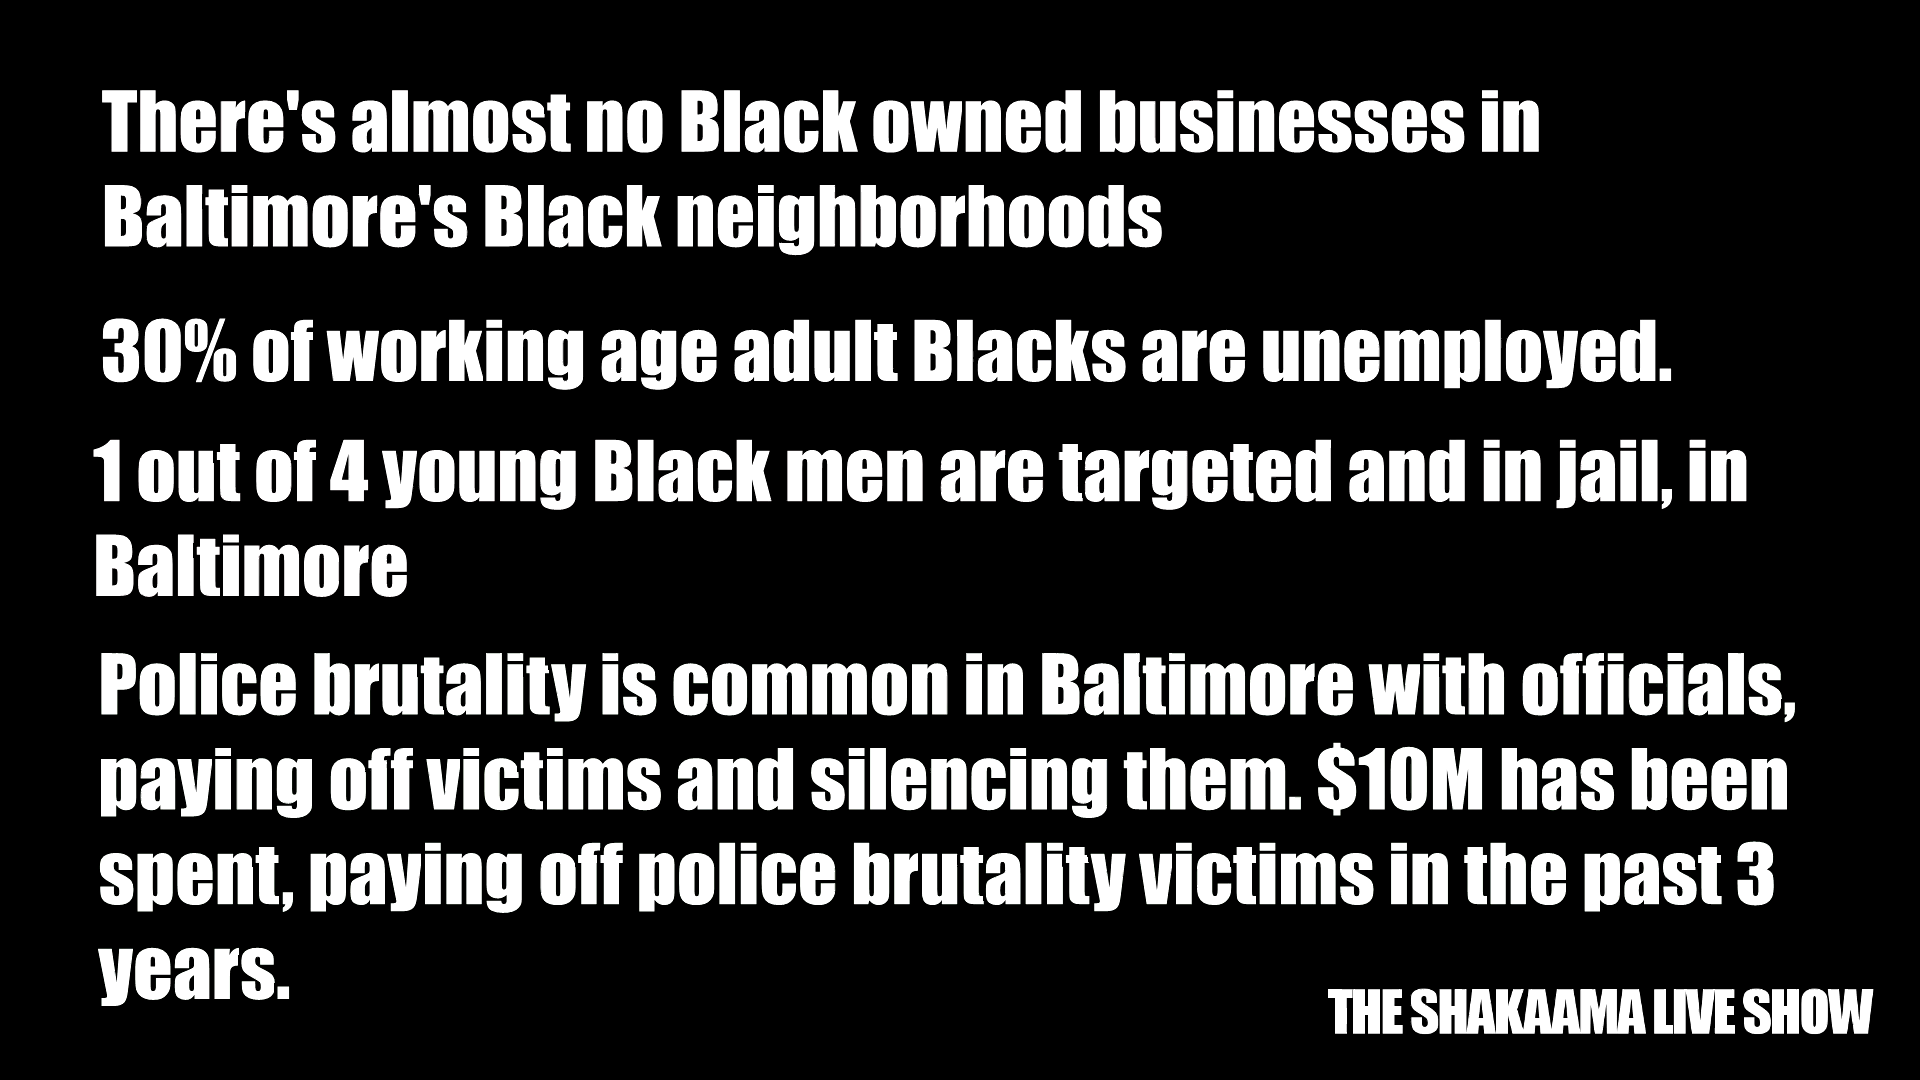 There's almost no Black owned businesses in
Baltimore's Black neighborhoods
30% of working age adult Blacks are unemployed.
1 out of 4 young Black men are targeted and in jail, in
Baltimore
Police brutality is common in Baltimore with officials,
paying off victims and silencing them. $10M has been
spent, paying off police brutality victims in the past 3
years.
THE SHAKAAMA LIVE SHOW